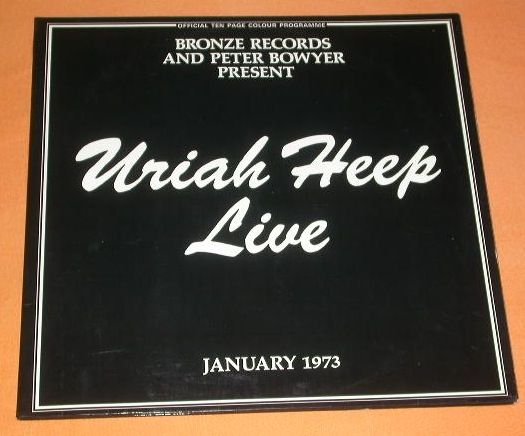 OFFICIAL TEN PAGE COLOUR PROGRAMME
BRONZE RECORDS
AND PETER BOWYER
PRESENT
Uriah Heep
Live
JANUARY 1973